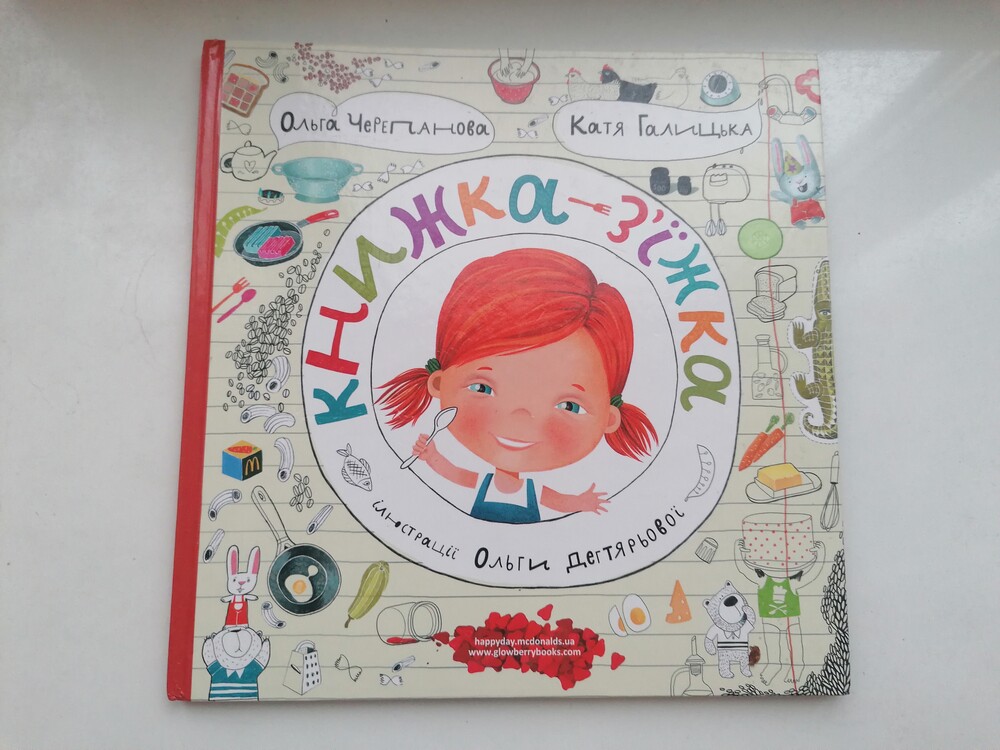 Ольга Черепанова
Катя Галицька
книжка-з'їжка
ілюстрації Ольги Дегтярьової
happyday.mcdonalds.ua
www.glowberrybooks.com